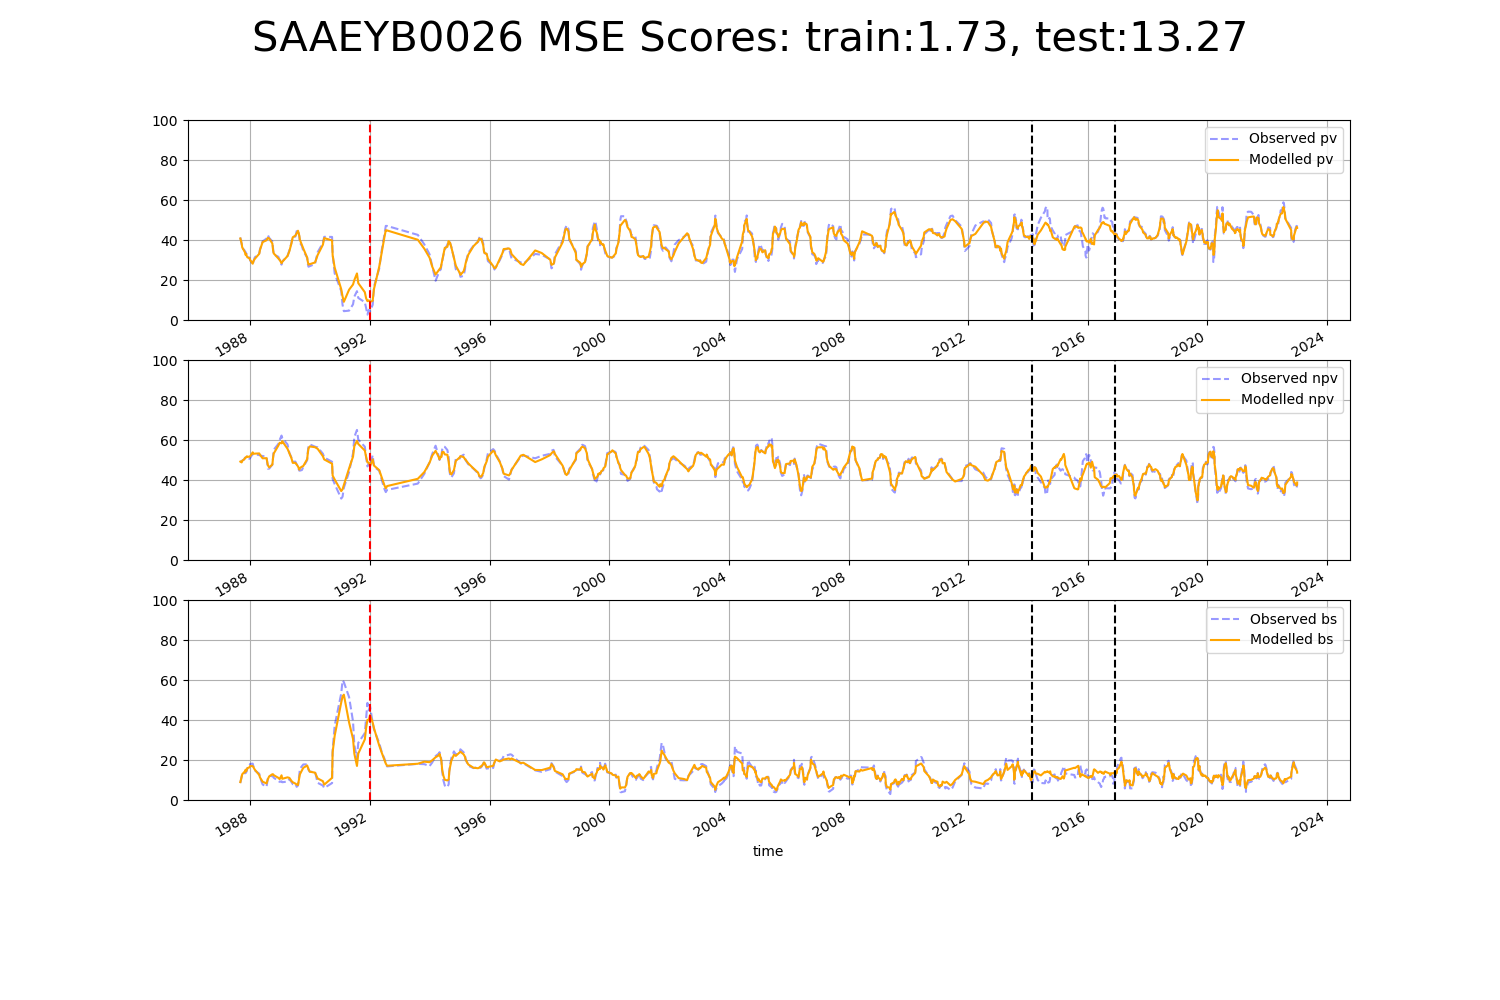 SAAEYB0026 MSE Scores: train:1.73, test:13.27
100
80
60
40
20
0
Observed pv
Modelled pv
1988 1992 1996 2000 2004 2008 2012 2016 2020 2024
100
80
60
40
20
0
Observed npv
Modelled npv
1988 1992 1996 2000 2004 2008 2012 2016 2020 2024
100
80
60
40
20
0
Observed bs
Modelled bs
1988 1992 1996 2000 2004 2008 2012 2016 2020 2024
time